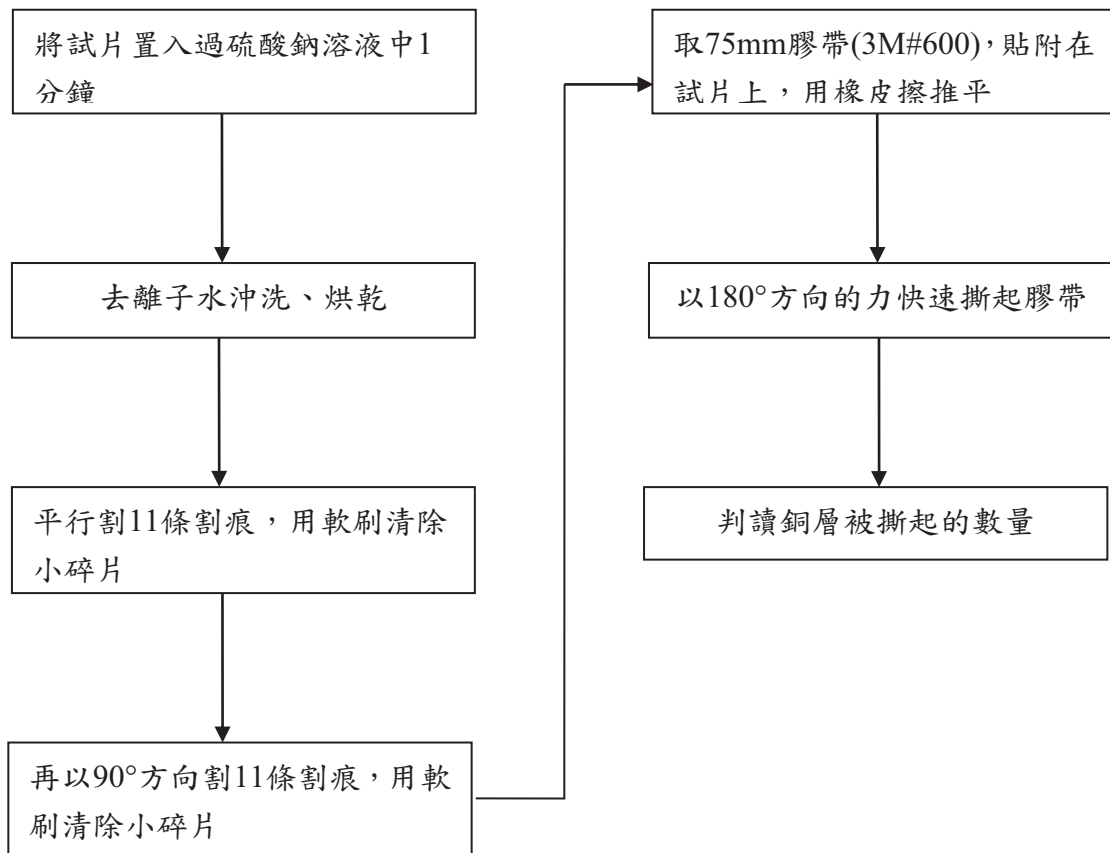 將試片置入過硫酸鈉溶液中1
分鐘
去離子水沖洗、烘乾
平行割11條割痕，用軟刷清除
小碎片
再以90°方向割11條割痕，用軟
刷清除小碎片
取75mm膠帶(3M#600)，貼附在
試片上，用橡皮擦推平
以180°方向的力快速撕起膠帶
判讀銅層被撕起的數量